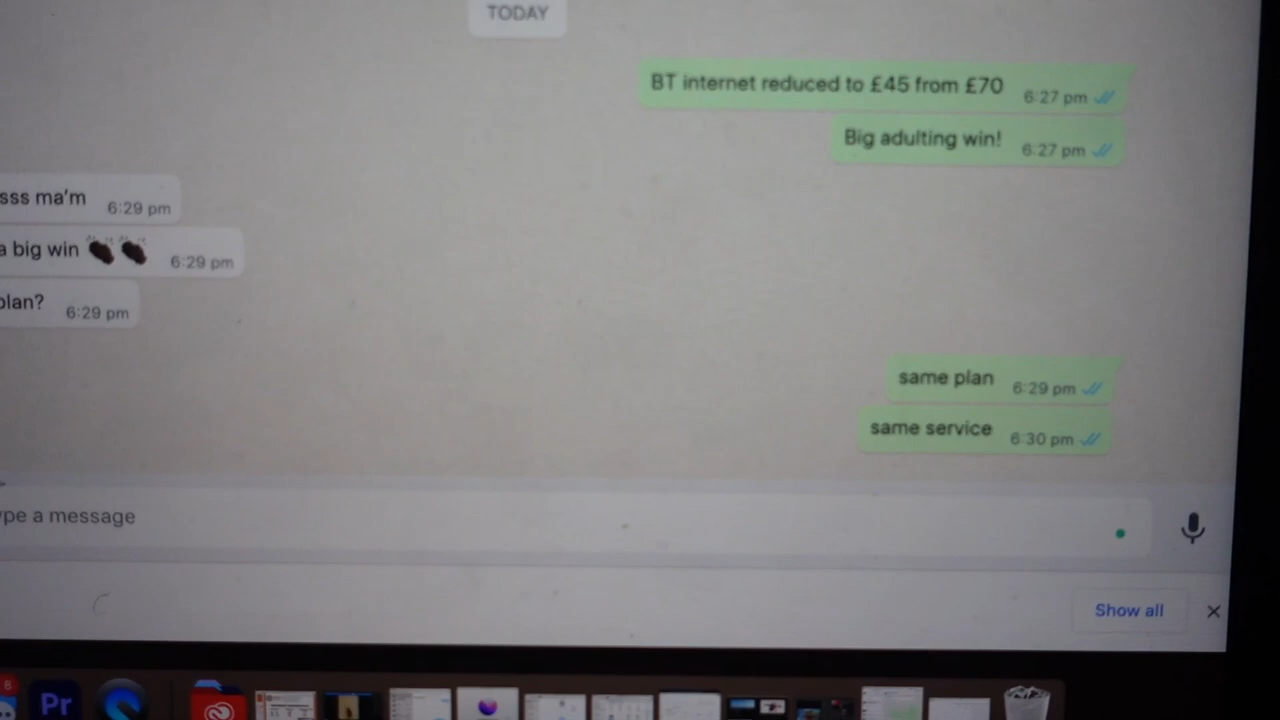 TODAY
BT internet reduced to £45 from £70 6:27 pm
Big adulting win! 6:27 pm
sss ma'm 6:29 pm
a big win 6:29 pm
plan? 6:29 pm
same plan 6:29 pm
same service 6:30 pm
ype a message
Show all
8
Pr